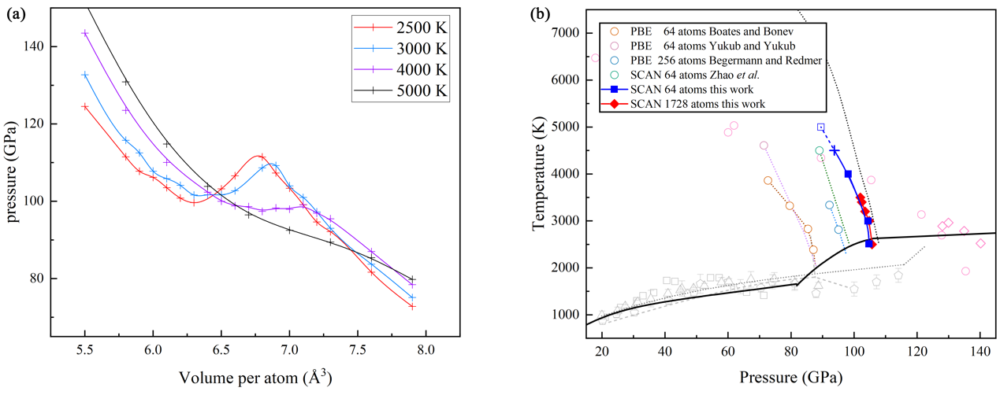 (a)
2500 K
3000 K
4000 K
5000 K
140
120
100
80
pressure (GPa)
5.5
6.0
6.5
7.0
7.5
8.0
Volume per atom (Å³)
(b)
PBE 64 atoms Boates and Bonev
PBE 64 atoms Yukub and Yukub
PBE 256 atoms Begermann and Redmer
SCAN 64 atoms Zhao et al.
SCAN 64 atoms this work
SCAN 1728 atoms this work
7000
6000
5000
4000
3000
2000
1000
Temperature (K)
20
40
60
80
100
120
140
Pressure (GPa)